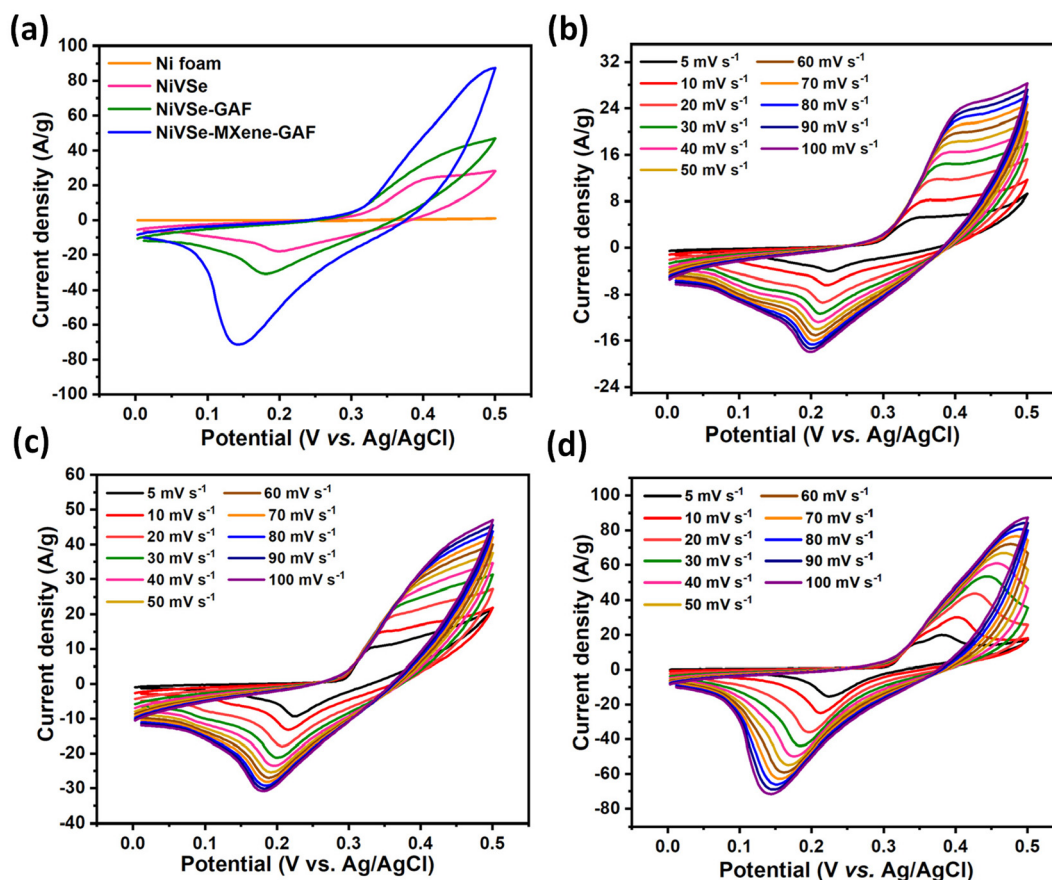 (a)
100
80
60
40
20
0
-20
-40
-60
-80
-100
Current density (A/g)
Ni foam
NiVSe
NiVSe-GAF
NiVSe-MXene-GAF
0.0 0.1 0.2 0.3 0.4 0.5
Potential (V vs. Ag/AgCl)
(b)
32
24
16
8
0
-8
-16
-24
Current density (A/g)
5 mV s⁻¹ 60 mV s⁻¹
10 mV s⁻¹ 70 mV s⁻¹
20 mV s⁻¹ 80 mV s⁻¹
30 mV s⁻¹ 90 mV s⁻¹
40 mV s⁻¹ 100 mV s⁻¹
50 mV s⁻¹
0.0 0.1 0.2 0.3 0.4 0.5
Potential (V vs. Ag/AgCl)
(c)
60
50
40
30
20
10
0
-10
-20
-30
-40
Current density (A/g)
5 mV s⁻¹ 60 mV s⁻¹
10 mV s⁻¹ 70 mV s⁻¹
20 mV s⁻¹ 80 mV s⁻¹
30 mV s⁻¹ 90 mV s⁻¹
40 mV s⁻¹ 100 mV s⁻¹
50 mV s⁻¹
0.0 0.1 0.2 0.3 0.4 0.5
Potential (V vs. Ag/AgCl)
(d)
100
80
60
40
20
0
-20
-40
-60
-80
Current density (A/g)
5 mV s⁻¹ 60 mV s⁻¹
10 mV s⁻¹ 70 mV s⁻¹
20 mV s⁻¹ 80 mV s⁻¹
30 mV s⁻¹ 90 mV s⁻¹
40 mV s⁻¹ 100 mV s⁻¹
50 mV s⁻¹
0.0 0.1 0.2 0.3 0.4 0.5
Potential (V vs. Ag/AgCl)